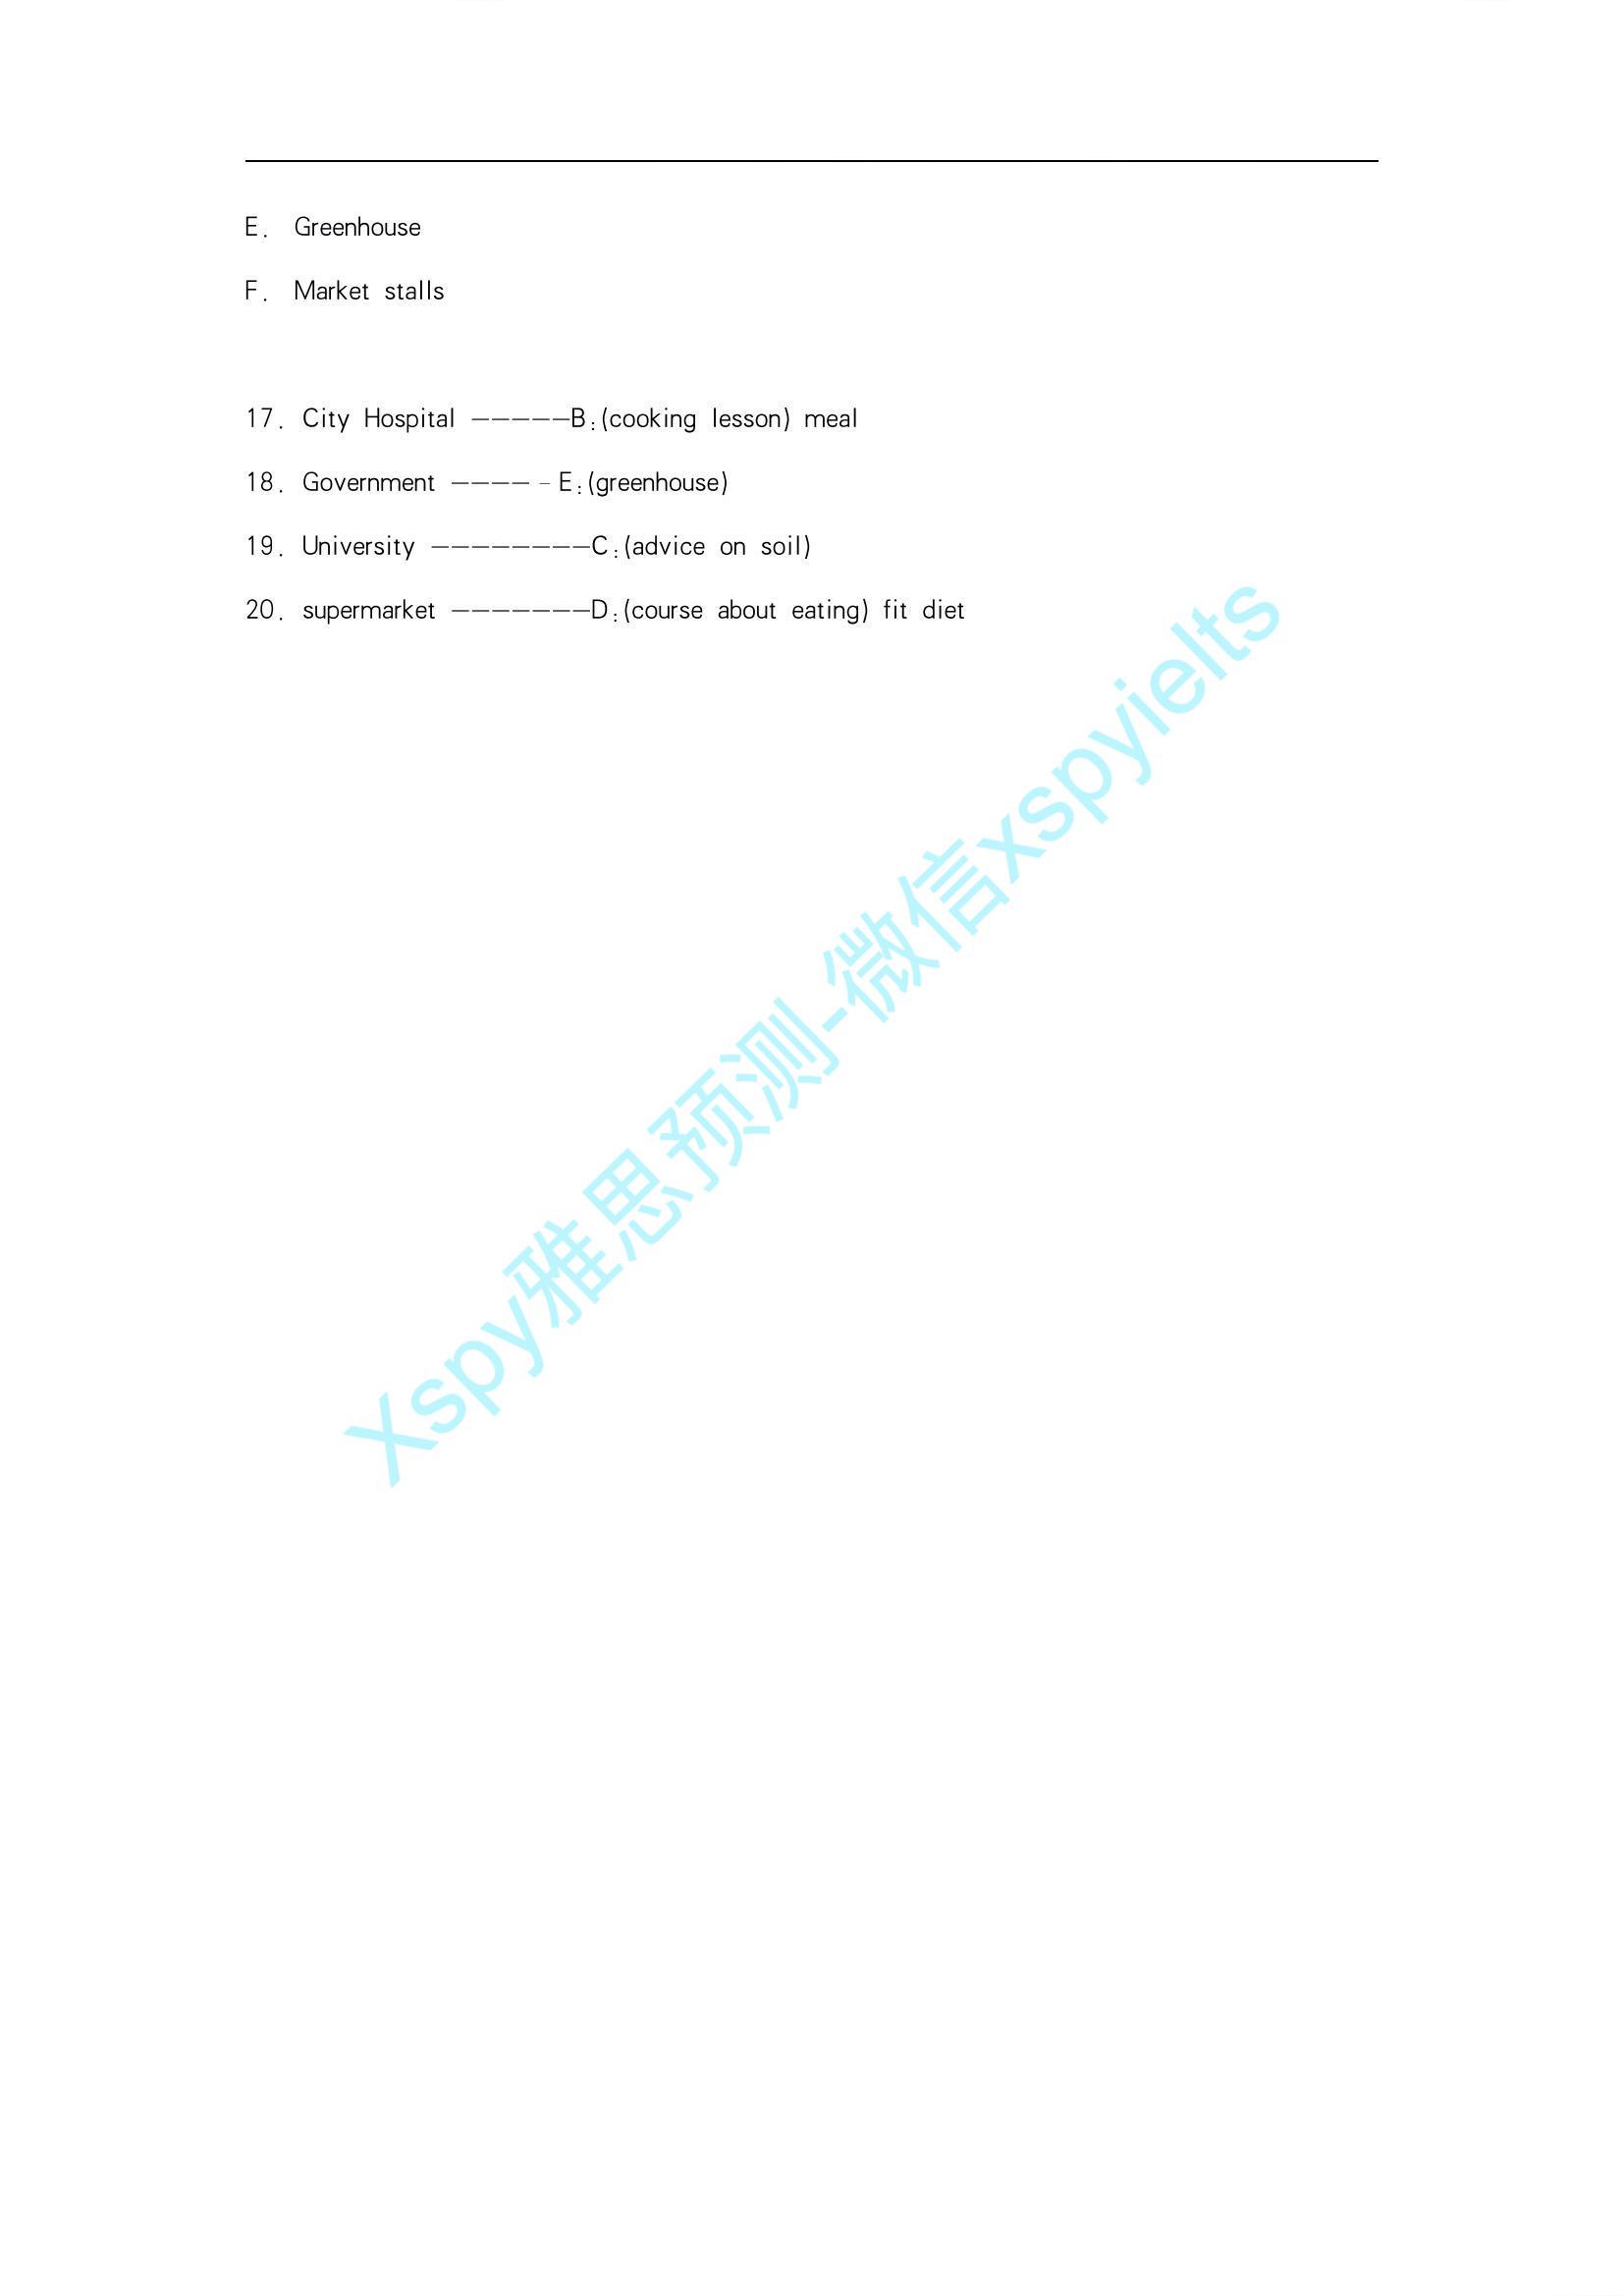 E. Greenhouse
F. Market stalls
17. City Hospital -----B:(cooking lesson) meal
18. Government ---- - E:(greenhouse)
19. University --------C:(advice on soil)
20. supermarket -------D:(course about eating) fit diet
Xspy雅思预测-微信xspyielts